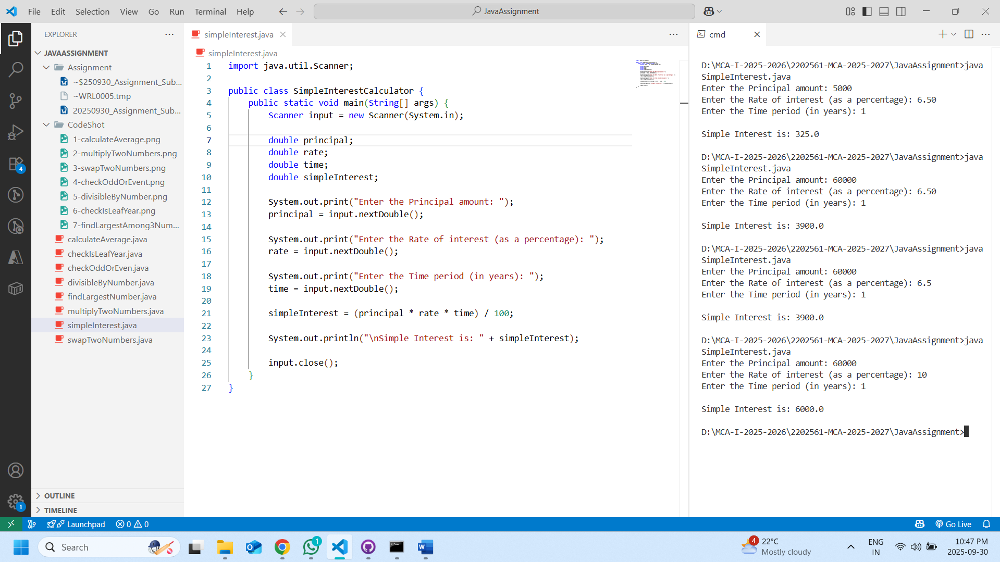 File Edit Selection View Go Run Terminal Help
JavaAssignment
EXPLORER
JAVAASSIGNMENT
Assignment
~$250930_Assignment_Sub...
~WRL0005.tmp
20250930_Assignment_Sub...
CodeShot
1-calculateAverage.png
2-multiplyTwoNumbers.png
3-swapTwoNumbers.png
4-checkOddOrEvent.png
5-divisibleByNumber.png
6-checkIsLeafYear.png
7-findLargestAmong3Num...
calculateAverage.java
checkIsLeafYear.java
checkOddOrEven.java
divisibleByNumber.java
findLargestNumber.java
multiplyTwoNumbers.java
simpleInterest.java
swapTwoNumbers.java
OUTLINE
TIMELINE
4
1
simpleInterest.java
simpleInterest.java
1 import java.util.Scanner;
2
3 public class SimpleInterestCalculator {
4 public static void main(String[] args) {
5 Scanner input = new Scanner(System.in);
6
7 double principal;
8 double rate;
9 double time;
10 double simpleInterest;
11
12 System.out.print("Enter the Principal amount: ");
13 principal = input.nextDouble();
14
15 System.out.print("Enter the Rate of interest (as a percentage): ");
16 rate = input.nextDouble();
17
18 System.out.print("Enter the Time period (in years): ");
19 time = input.nextDouble();
20
21 simpleInterest = (principal * rate * time) / 100;
22
23 System.out.println("\nSimple Interest is: " + simpleInterest);
24
25 input.close();
26 }
27 }
cmd
D:\MCA-I-2025-2026\2202561-MCA-2025-2027\JavaAssignment>java
SimpleInterest.java
Enter the Principal amount: 5000
Enter the Rate of interest (as a percentage): 6.50
Enter the Time period (in years): 1
Simple Interest is: 325.0
D:\MCA-I-2025-2026\2202561-MCA-2025-2027\JavaAssignment>java
SimpleInterest.java
Enter the Principal amount: 60000
Enter the Rate of interest (as a percentage): 6.50
Enter the Time period (in years): 1
Simple Interest is: 3900.0
D:\MCA-I-2025-2026\2202561-MCA-2025-2027\JavaAssignment>java
SimpleInterest.java
Enter the Principal amount: 60000
Enter the Rate of interest (as a percentage): 6.5
Enter the Time period (in years): 1
Simple Interest is: 3900.0
D:\MCA-I-2025-2026\2202561-MCA-2025-2027\JavaAssignment>java
SimpleInterest.java
Enter the Principal amount: 60000
Enter the Rate of interest (as a percentage): 10
Enter the Time period (in years): 1
Simple Interest is: 6000.0
D:\MCA-I-2025-2026\2202561-MCA-2025-2027\JavaAssignment>
Launchpad 0 0 Go Live
Search
1
4
22°C
Mostly cloudy
ENG
IN
10:47 PM
2025-09-30